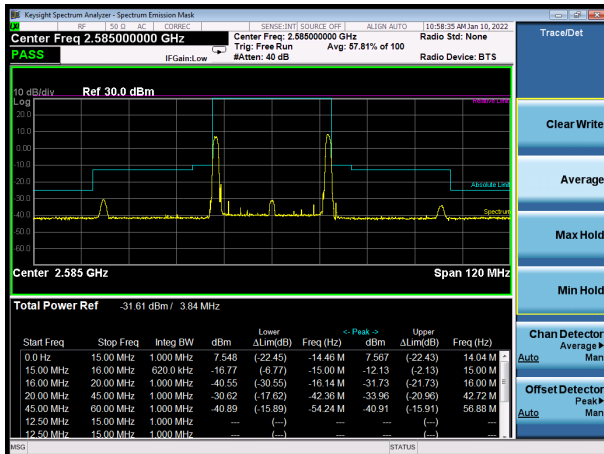 Keysight Spectrum Analyzer - Spectrum Emission Mask
RF 50 Ω AC CORREC SENSE:INT SOURCE OFF ALIGN AUTO 10:58:35 AM Jan 10, 2022
Center Freq 2.585000000 GHz Center Freq: 2.585000000 GHz Radio Std: None Trace/Det
Trig: Free Run Avg: 57.81% of 100
PASS IFGain:Low #Atten: 40 dB Radio Device: BTS
10 dB/div Ref 30.0 dBm
Log
Relative Limit
20.0
Clear Write
10.0
0.00
Average
Absolute Limit
Spectrum
-40.0
Max Hold
Center 2.585 GHz Span 120 MHz
Min Hold
Total Power Ref -31.61 dBm / 3.84 MHz
Lower <- Peak -> Upper
Start Freq Stop Freq Integ BW dBm ΔLim(dB) Freq (Hz) dBm ΔLim(dB) Freq (Hz)
Chan Detector
Average
Auto Man
0.0 Hz 15.00 MHz 1.000 MHz 7.548 (-22.45) -14.46 M 7.567 (-22.43) 14.04 M
15.00 MHz 16.00 MHz 620.0 kHz -16.77 (-6.77) -15.00 M -12.13 (-2.13) 15.00 M
16.00 MHz 20.00 MHz 1.000 MHz -40.55 (-30.55) -16.14 M -31.73 (-21.73) 16.00 M
20.00 MHz 45.00 MHz 1.000 MHz -30.62 (-17.62) -42.36 M -33.96 (-20.96) 42.72 M
45.00 MHz 60.00 MHz 1.000 MHz -40.89 (-15.89) -54.24 M -40.91 (-15.91) 56.88 M
12.50 MHz 15.00 MHz 1.000 MHz --- (---) --- --- (---) ---
12.50 MHz 15.00 MHz 1.000 MHz --- (---) --- --- (---) ---
Offset Detector
Peak
Auto Man
MSG STATUS